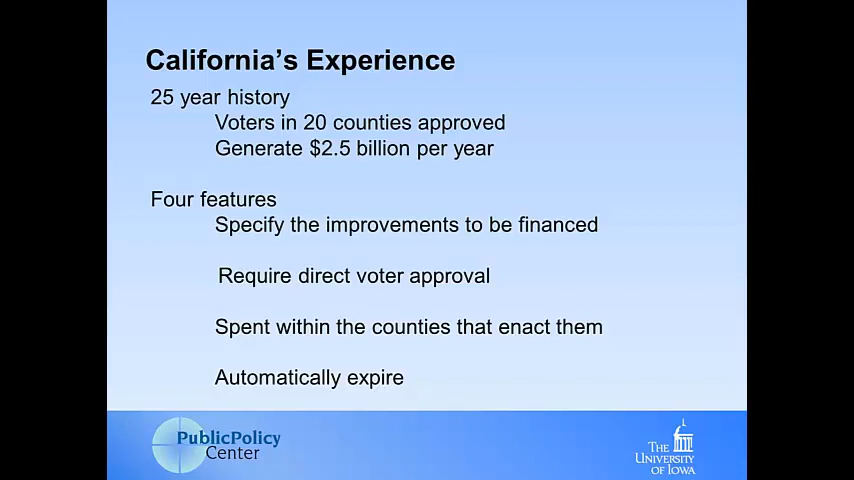 California's Experience
25 year history
Voters in 20 counties approved
Generate $2.5 billion per year
Four features
Specify the improvements to be financed
Require direct voter approval
Spent within the counties that enact them
Automatically expire
PublicPolicy
Center
THE
UNIVERSITY
OF IOWA